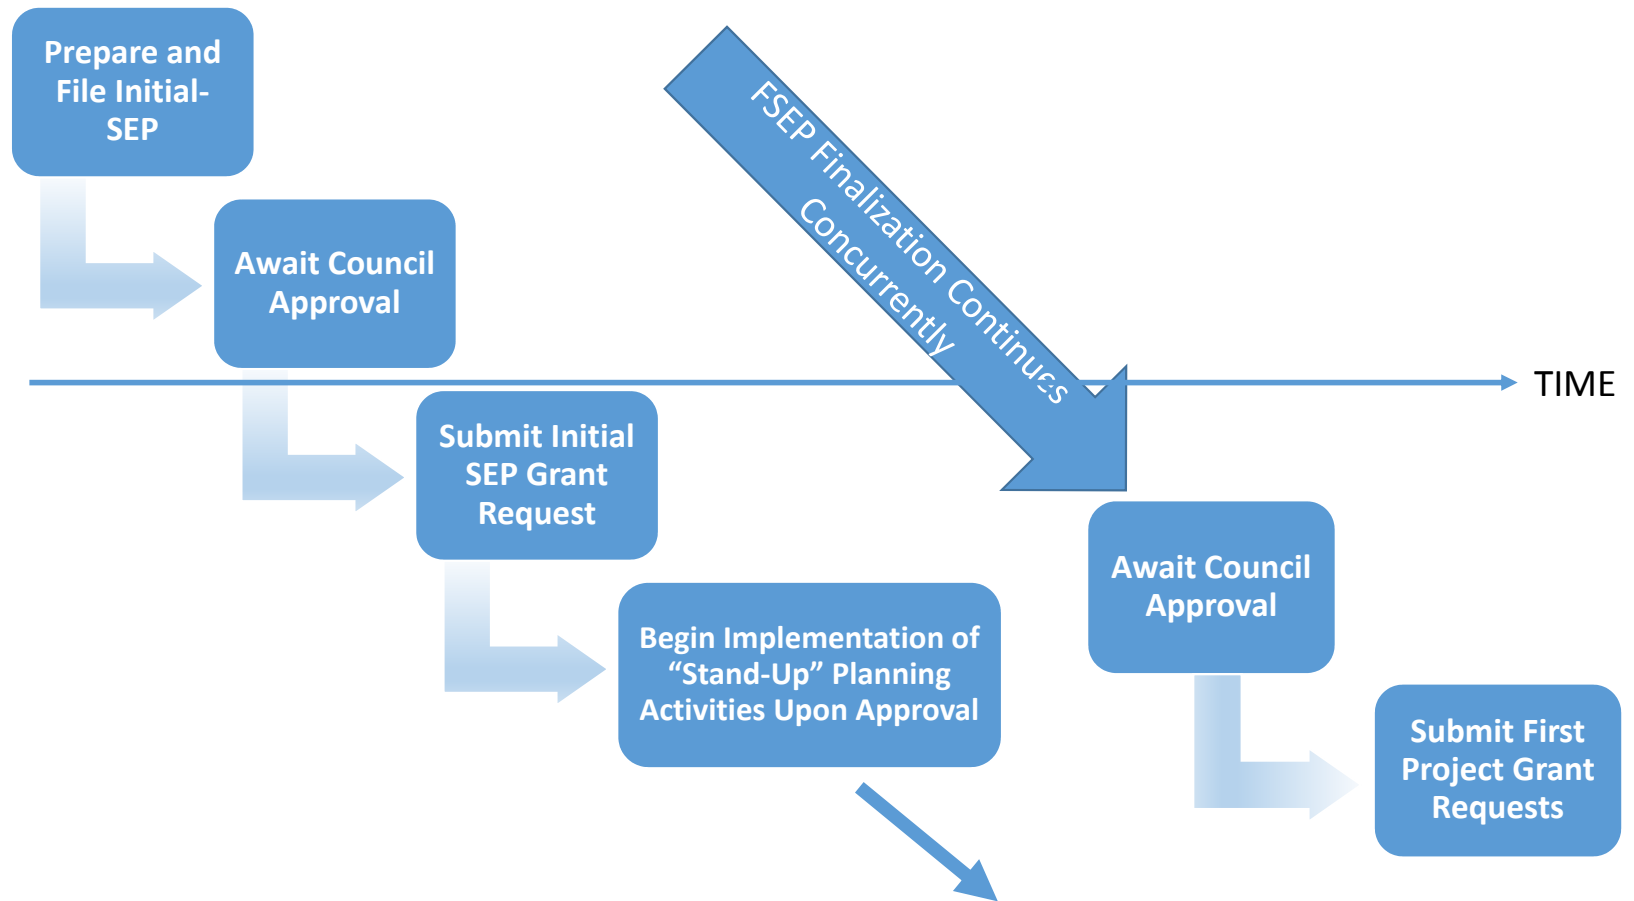 Prepare and
File Initial-
SEP
Await Council
Approval
FSEP Finalization Continues
Concurrently
TIME
Submit Initial
SEP Grant
Request
Begin Implementation of
“Stand-Up” Planning
Activities Upon Approval
Await Council
Approval
Submit First
Project Grant
Requests